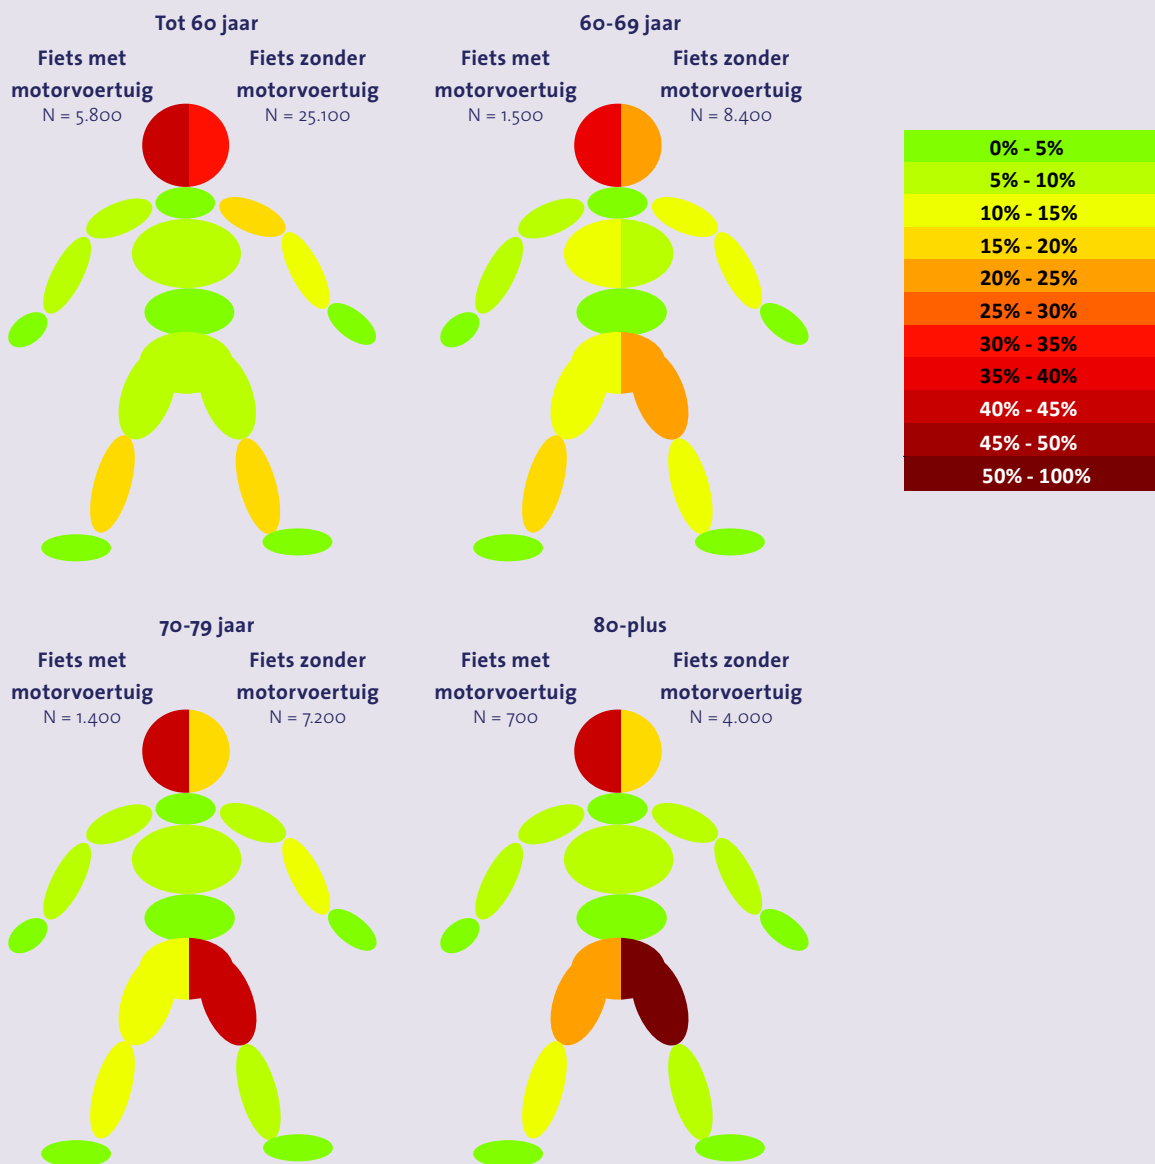 Tot 60 jaar
Fiets met
motorvoertuig
N = 5.800
Fiets zonder
motorvoertuig
N = 25.100
60-69 jaar
Fiets met
motorvoertuig
N = 1.500
Fiets zonder
motorvoertuig
N = 8.400
0% - 5%
5% - 10%
10% - 15%
15% - 20%
20% - 25%
25% - 30%
30% - 35%
35% - 40%
40% - 45%
45% - 50%
50% - 100%
70-79 jaar
Fiets met
motorvoertuig
N = 1.400
Fiets zonder
motorvoertuig
N = 7.200
80-plus
Fiets met
motorvoertuig
N = 700
Fiets zonder
motorvoertuig
N = 4.000